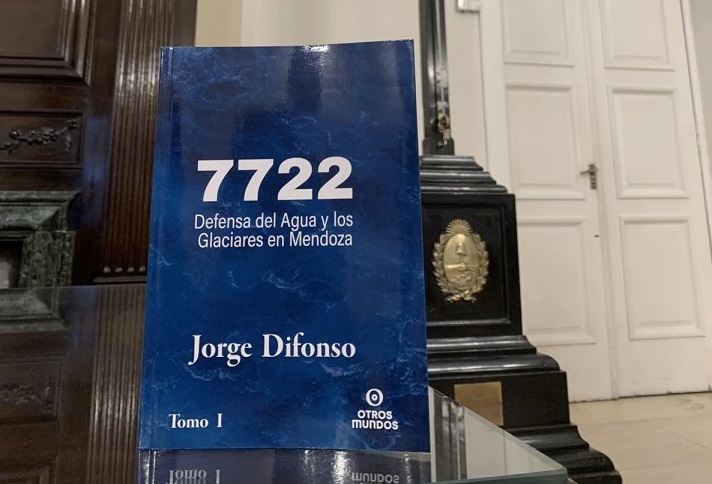 7722
Defensa del Agua y los
Glaciares en Mendoza
Jorge Difonso
Tomo I
OTROS
MUNDOS